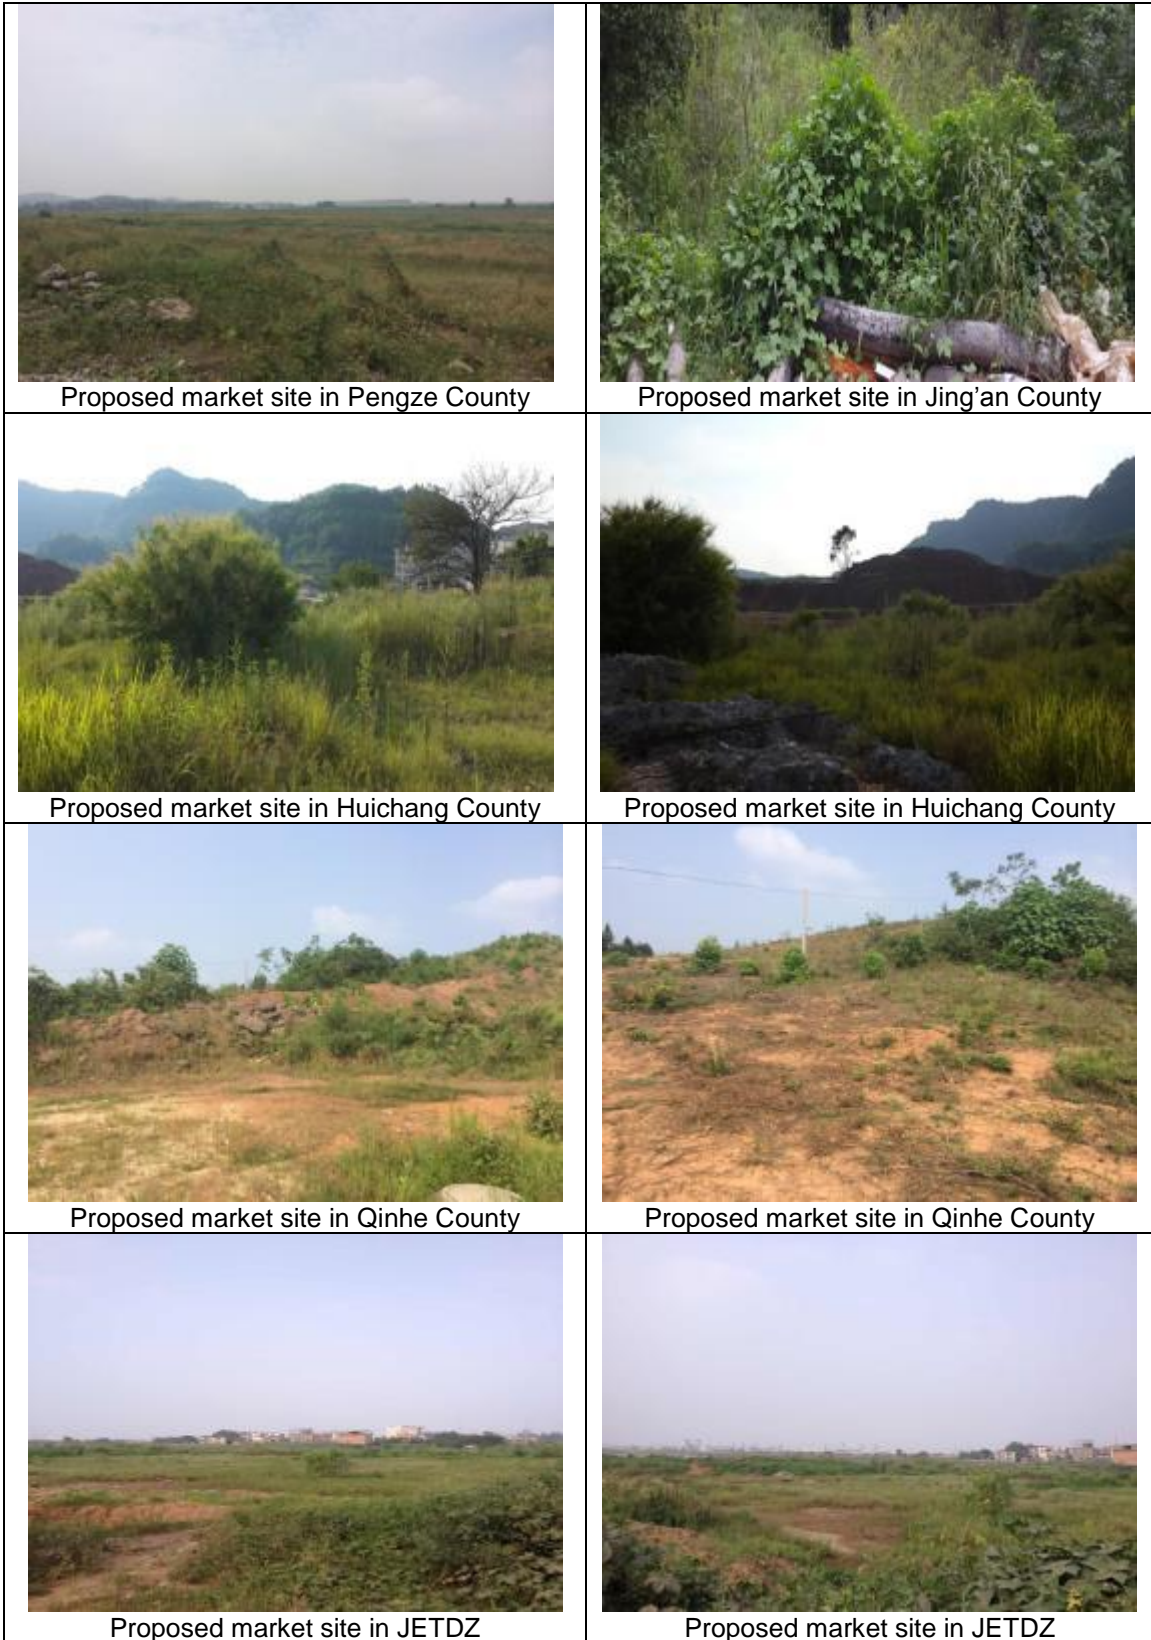 Proposed market site in Pengze County
Proposed market site in Jing'an County
Proposed market site in Huichang County
Proposed market site in Huichang County
Proposed market site in Qinhe County
Proposed market site in Qinhe County
Proposed market site in JETDZ
Proposed market site in JETDZ